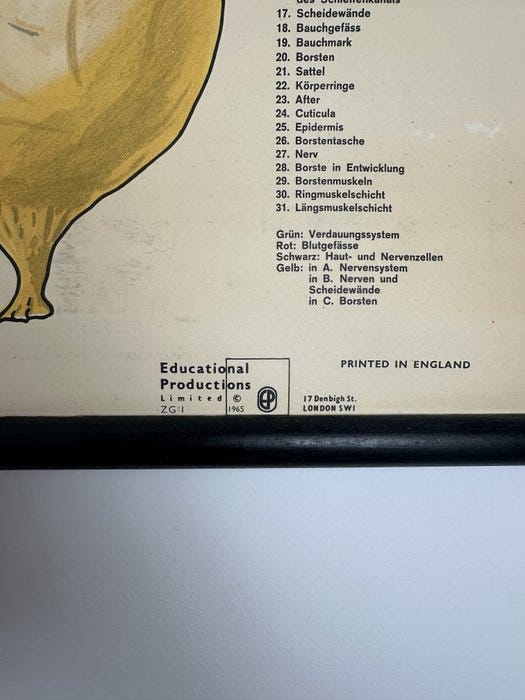 des Schleifenkanals
17. Scheidewände
18. Bauchgefäss
19. Bauchmark
20. Borsten
21. Sattel
22. Körperringe
23. After
24. Cuticula
25. Epidermis
26. Borstentasche
27. Nerv
28. Borste in Entwicklung
29. Borstenmuskeln
30. Ringmuskelschicht
31. Längsmuskelschicht
Grün: Verdauungssystem
Rot: Blutgefässe
Schwarz: Haut- und Nervenzellen
Gelb: in A. Nervensystem
in B. Nerven und
Scheidewände
in C. Borsten
Educational
Productions
Limited ©
ZG:1 1965
EP
17 Denbigh St.
LONDON SW1
PRINTED IN ENGLAND